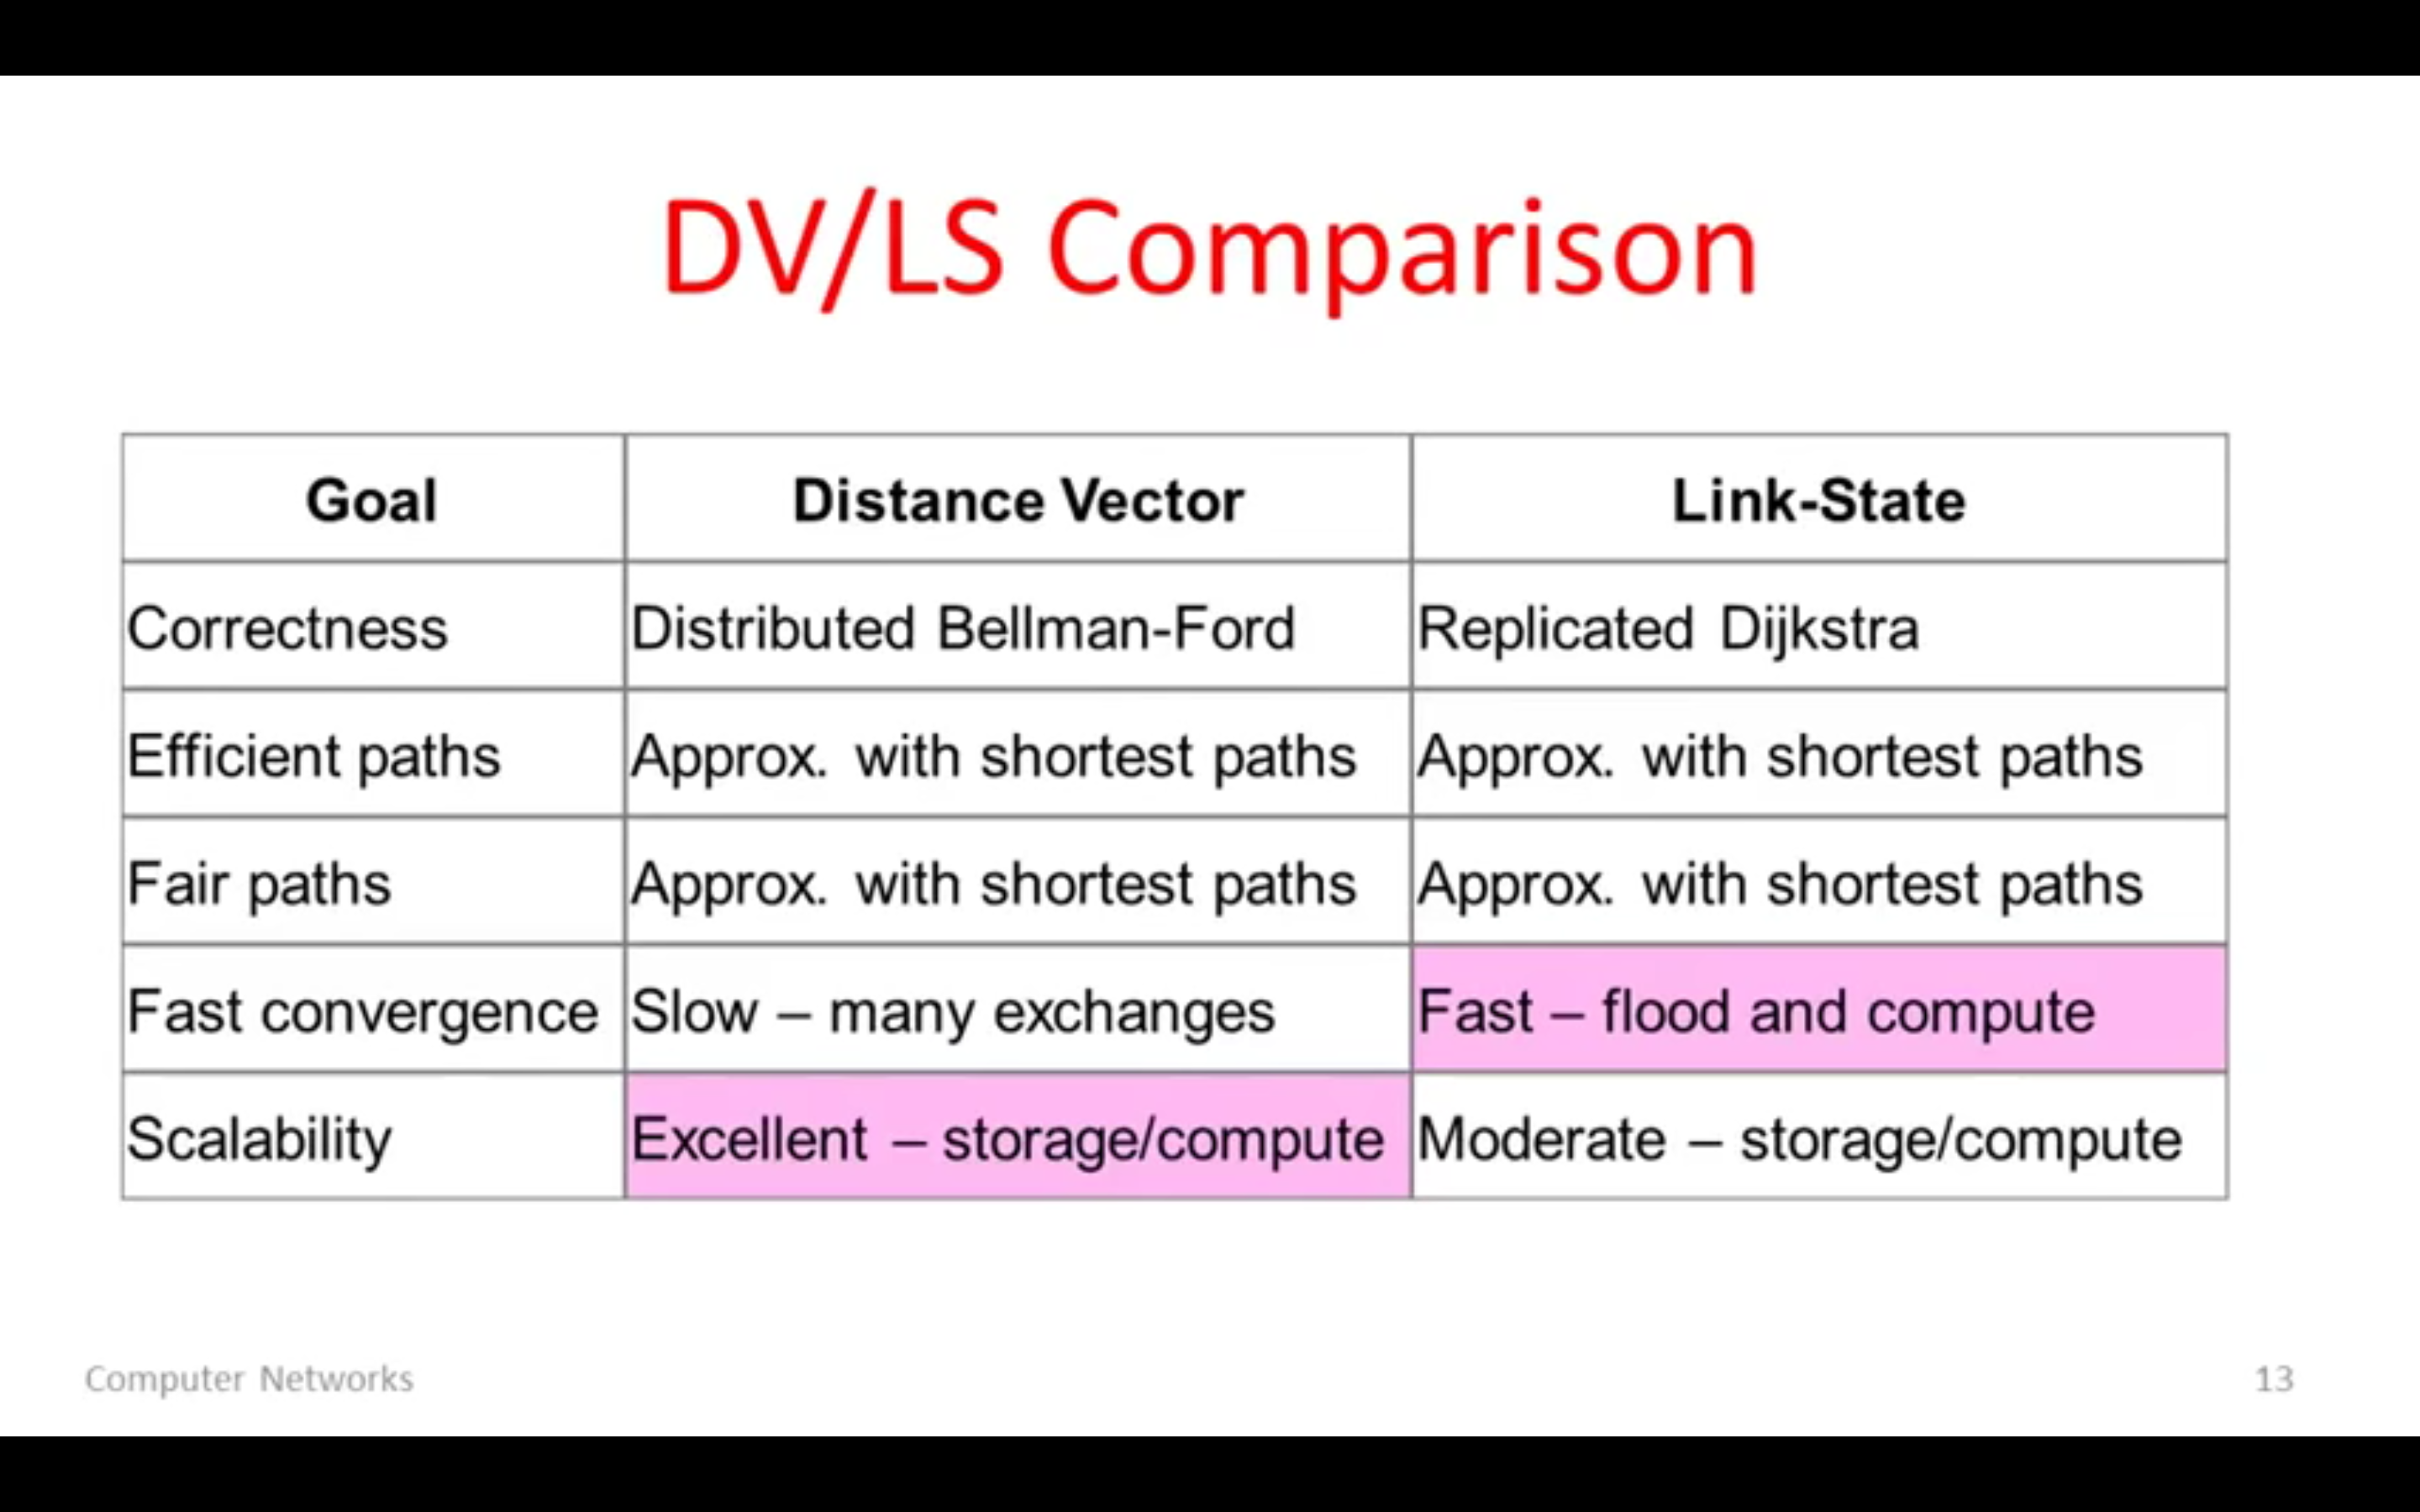 DV/LS Comparison
Goal Distance Vector Link-State
Correctness Distributed Bellman-Ford Replicated Dijkstra
Efficient paths Approx. with shortest paths Approx. with shortest paths
Fair paths Approx. with shortest paths Approx. with shortest paths
Fast convergence Slow – many exchanges Fast – flood and compute
Scalability Excellent – storage/compute Moderate – storage/compute
Computer Networks 13